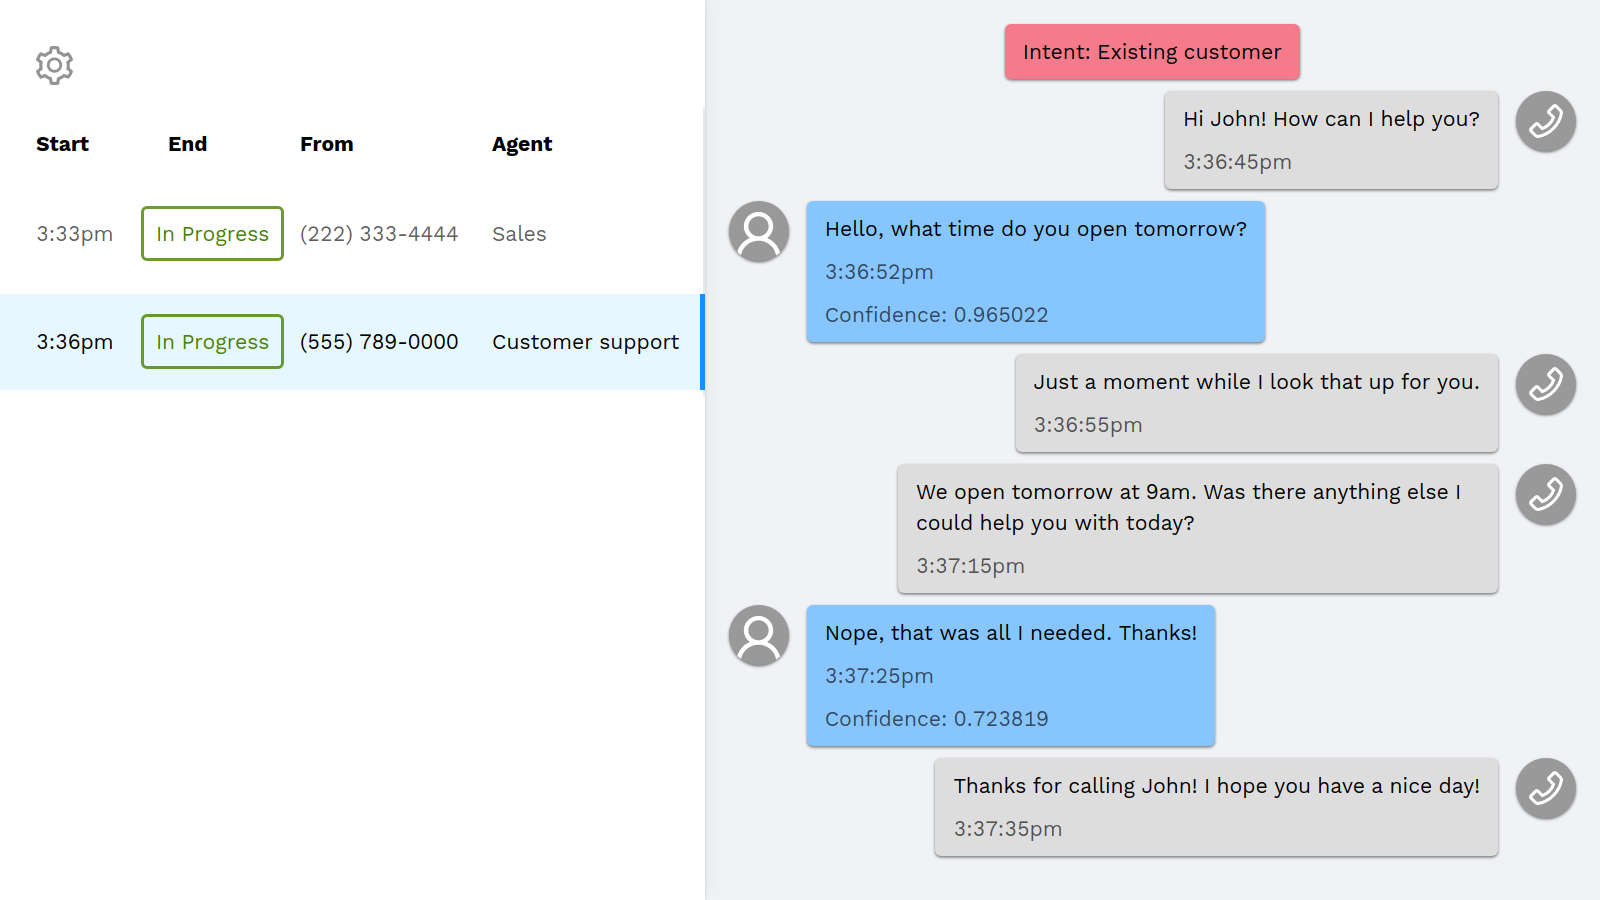 Start End From Agent
3:33pm In Progress (222) 333-4444 Sales
3:36pm In Progress (555) 789-0000 Customer support
Intent: Existing customer
Hi John! How can I help you?
3:36:45pm
Hello, what time do you open tomorrow?
3:36:52pm
Confidence: 0.965022
Just a moment while I look that up for you.
3:36:55pm
We open tomorrow at 9am. Was there anything else I
could help you with today?
3:37:15pm
Nope, that was all I needed. Thanks!
3:37:25pm
Confidence: 0.723819
Thanks for calling John! I hope you have a nice day!
3:37:35pm